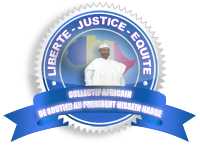 LIBERTE - JUSTICE - EQUITE
COLLECTIF AFRICAIN
DE SOUTIEN AU PRESIDENT HISSEIN HABRE